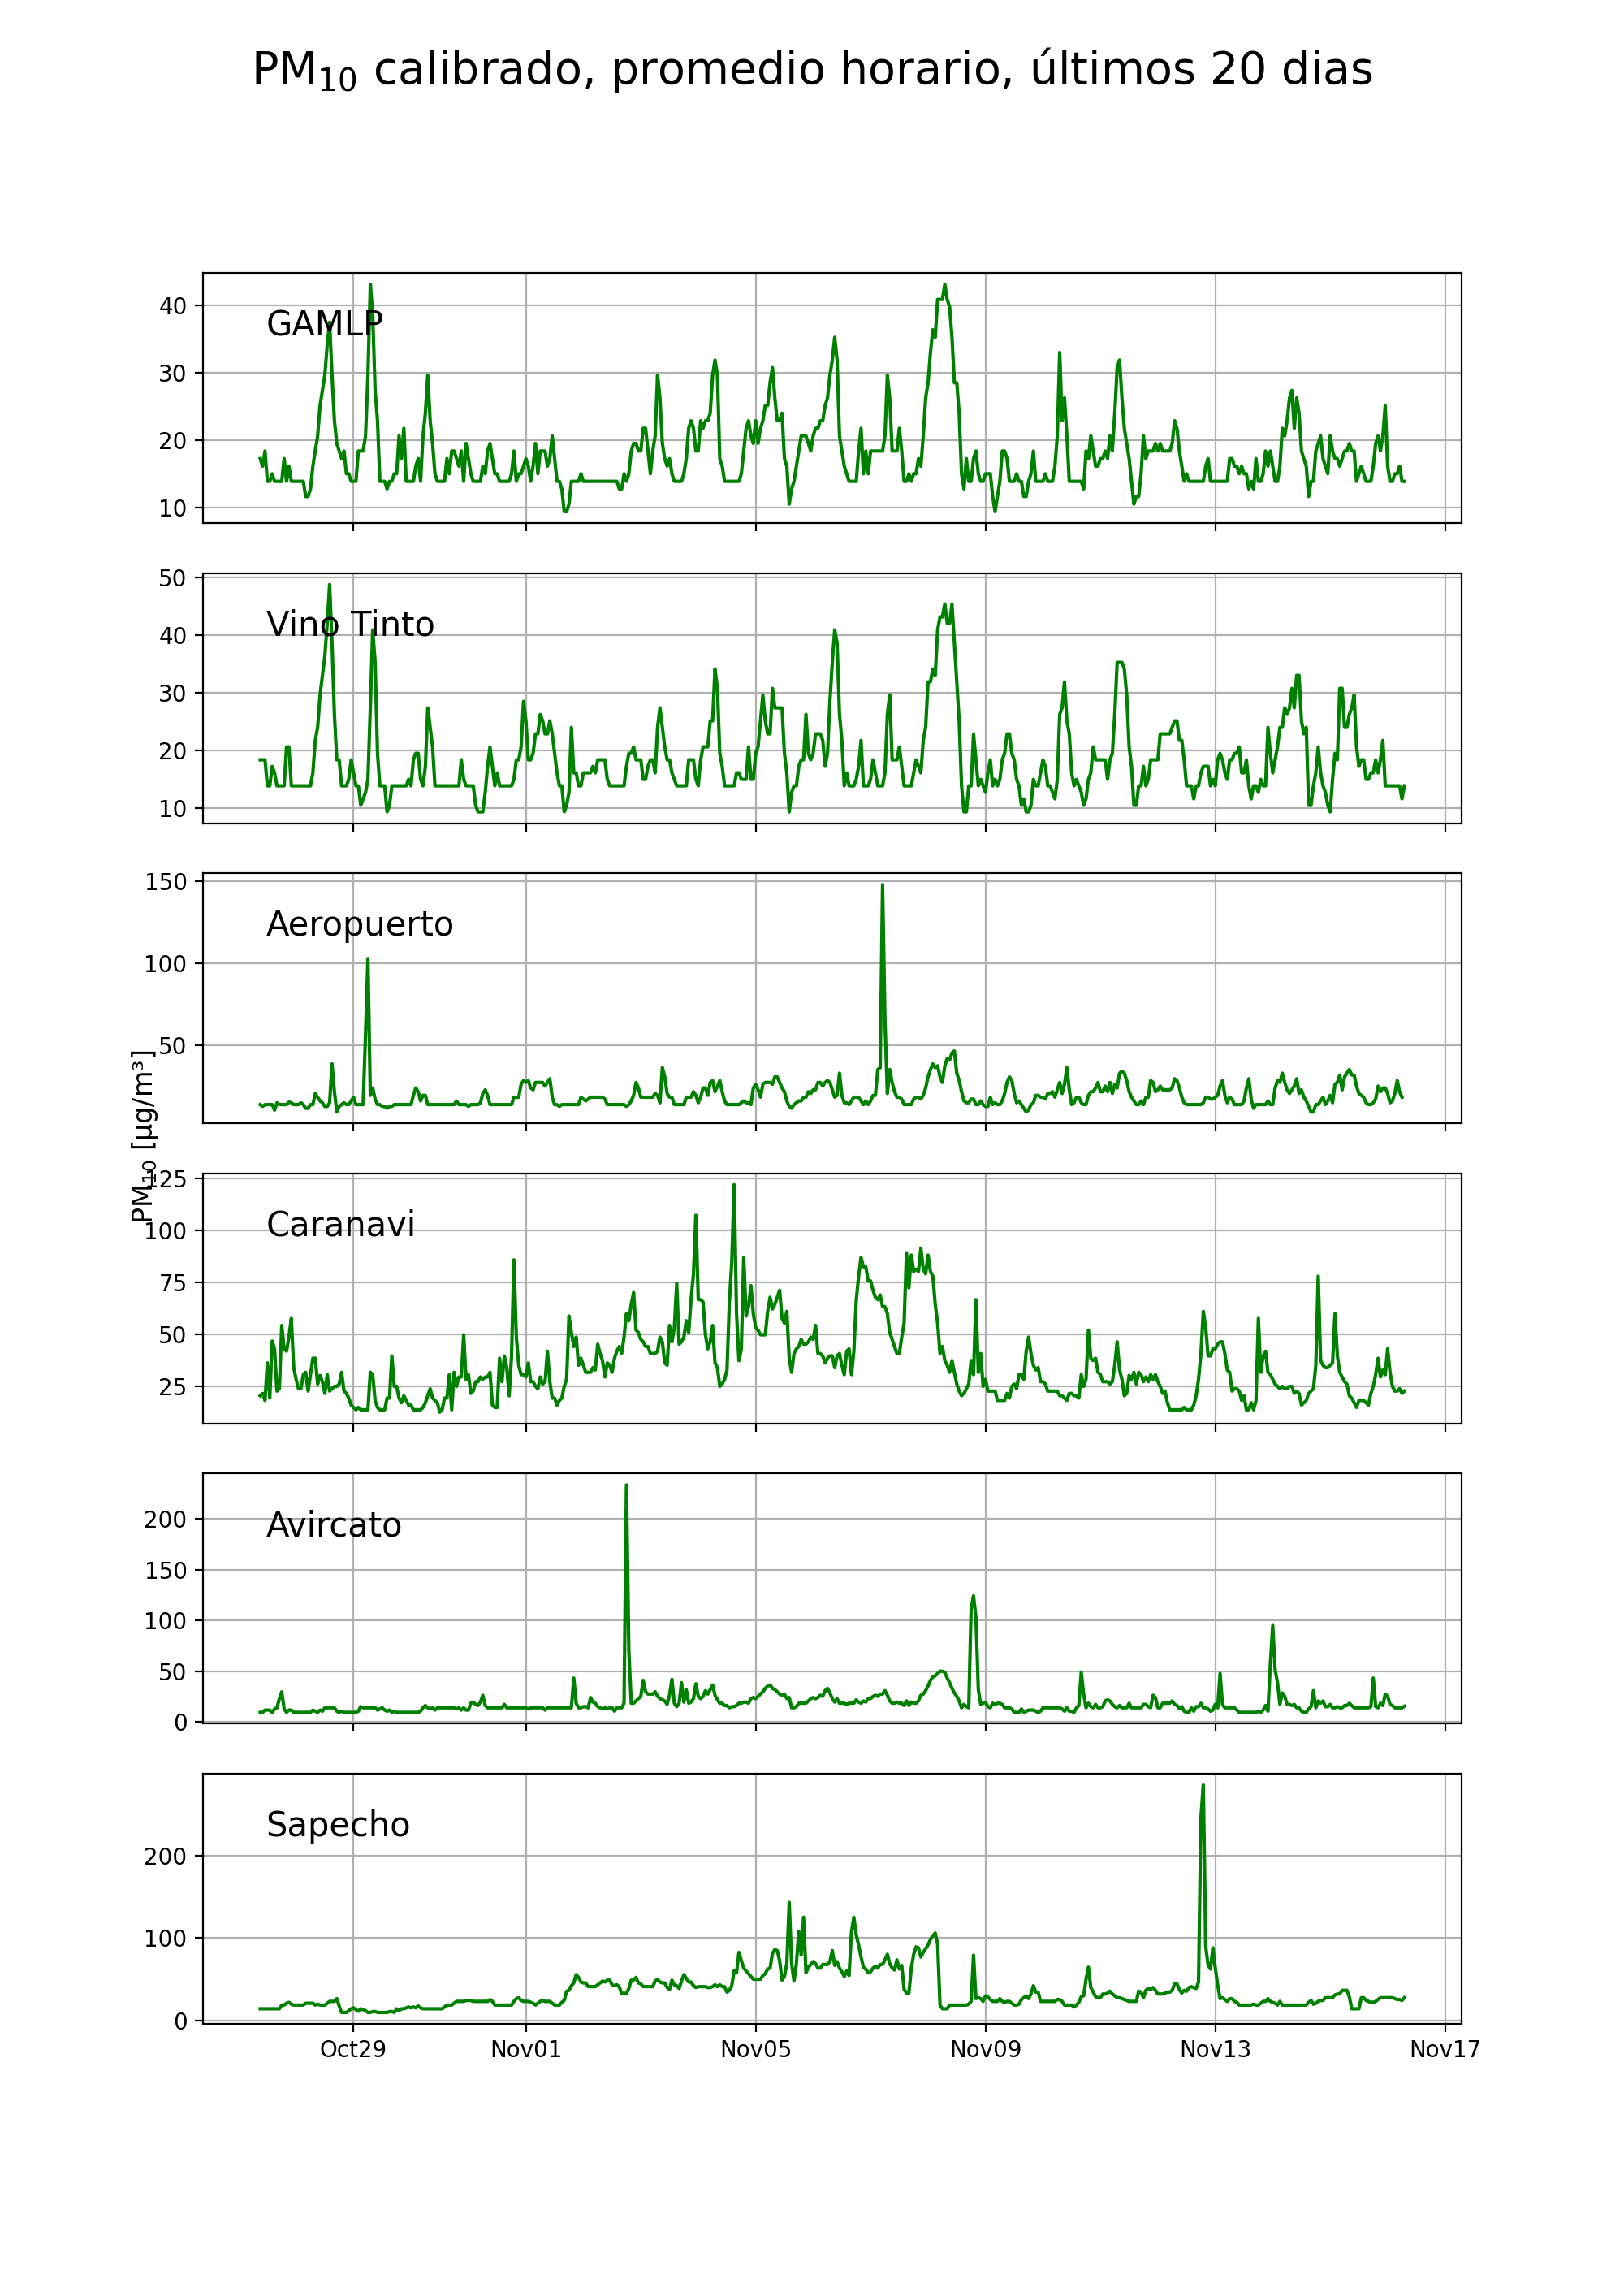 PM₁₀ calibrado, promedio horario, últimos 20 dias
40
30
20
10
GAMLP
50
40
30
20
10
Vino Tinto
150
100
50
Aeropuerto
PM₁₀ [µg/m³]
125
100
75
50
25
Caranavi
200
150
100
50
0
Avircato
200
100
0
Sapecho
Oct29 Nov01 Nov05 Nov09 Nov13 Nov17